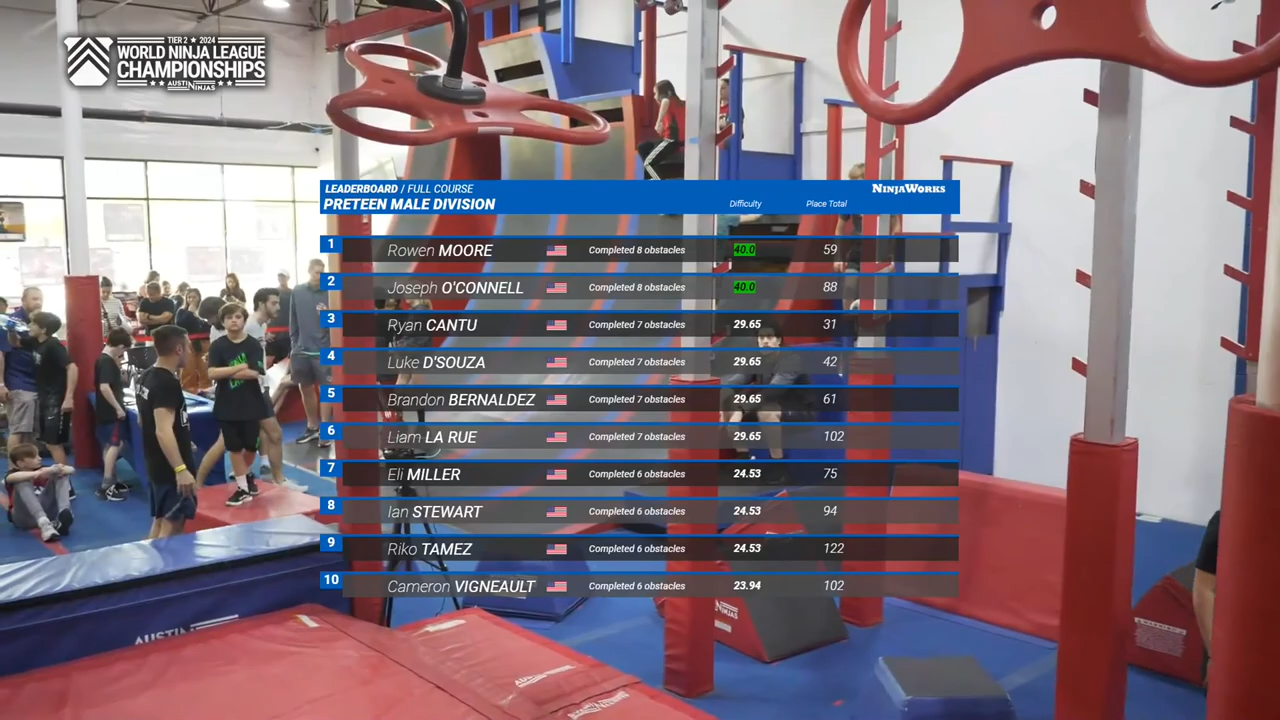 TIER 2 ★ 2024
WORLD NINJA LEAGUE
CHAMPIONSHIPS
AUSTIN NINJAS
LEADERBOARD / FULL COURSE
PRETEEN MALE DIVISION
Difficulty
Place Total
NINJAWORKS
1 Rowen MOORE Completed 8 obstacles 40.0 59
2 Joseph O'CONNELL Completed 8 obstacles 40.0 88
3 Ryan CANTU Completed 7 obstacles 29.65 31
4 Luke D'SOUZA Completed 7 obstacles 29.65 42
5 Brandon BERNALDEZ Completed 7 obstacles 29.65 61
6 Liam LA RUE Completed 7 obstacles 29.65 102
7 Eli MILLER Completed 6 obstacles 24.53 75
8 Ian STEWART Completed 6 obstacles 24.53 94
9 Riko TAMEZ Completed 6 obstacles 24.53 122
10 Cameron VIGNEAULT Completed 6 obstacles 23.94 102